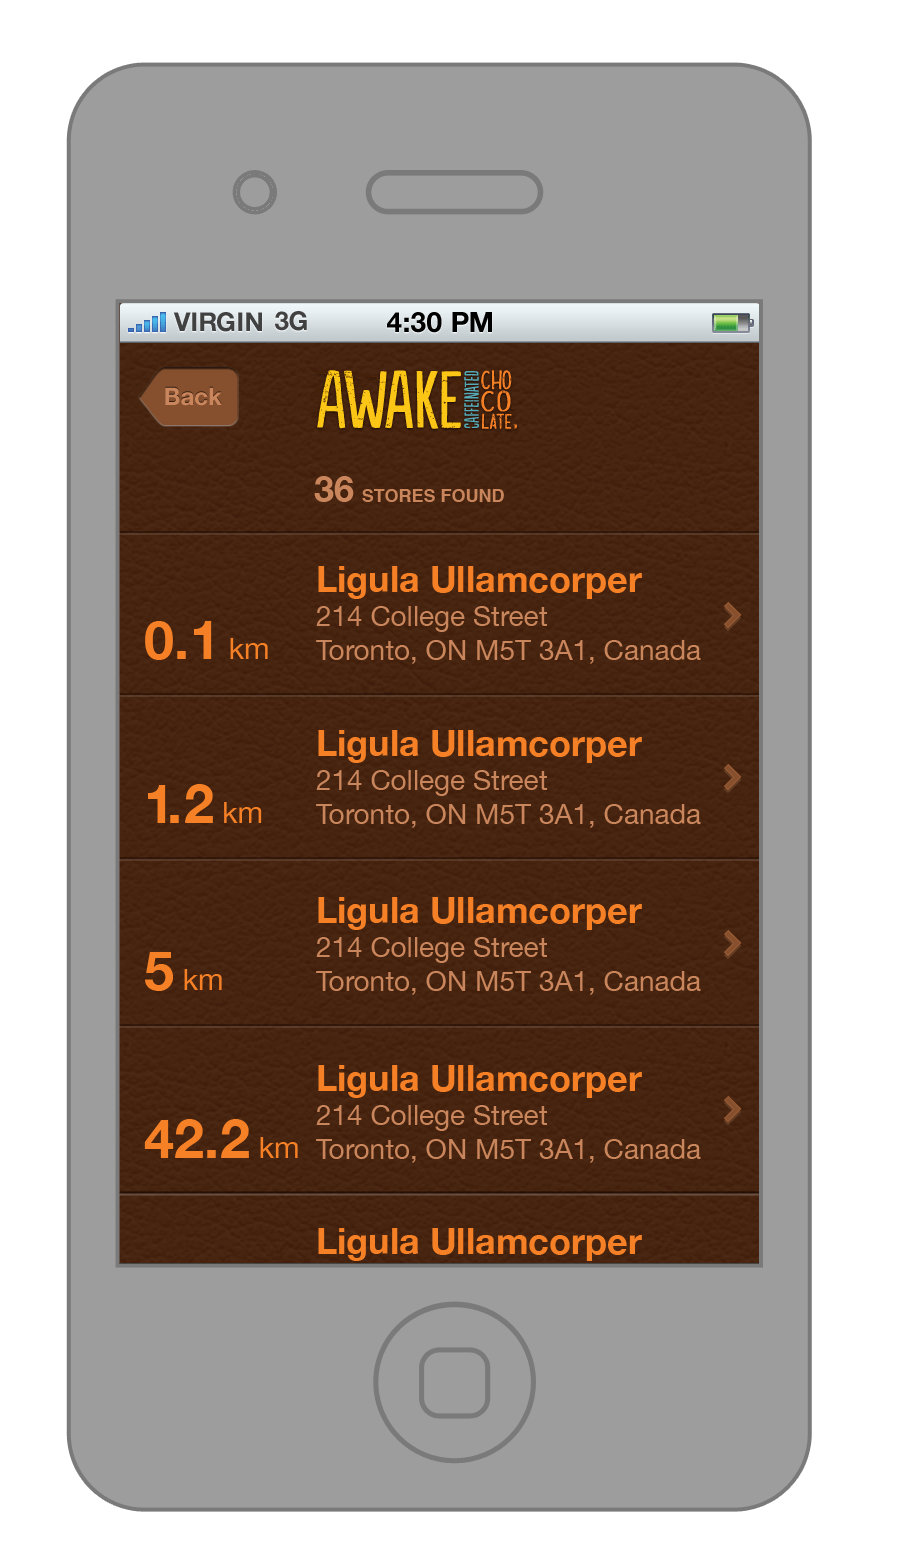 VIRGIN 3G 4:30 PM
Back
AWAKE CAFFEINATED CHOCOLATE.
36 STORES FOUND
Ligula Ullamcorper
214 College Street
0.1 km
Toronto, ON M5T 3A1, Canada
Ligula Ullamcorper
214 College Street
1.2 km
Toronto, ON M5T 3A1, Canada
Ligula Ullamcorper
214 College Street
5 km
Toronto, ON M5T 3A1, Canada
Ligula Ullamcorper
214 College Street
42.2 km
Toronto, ON M5T 3A1, Canada
Ligula Ullamcorper